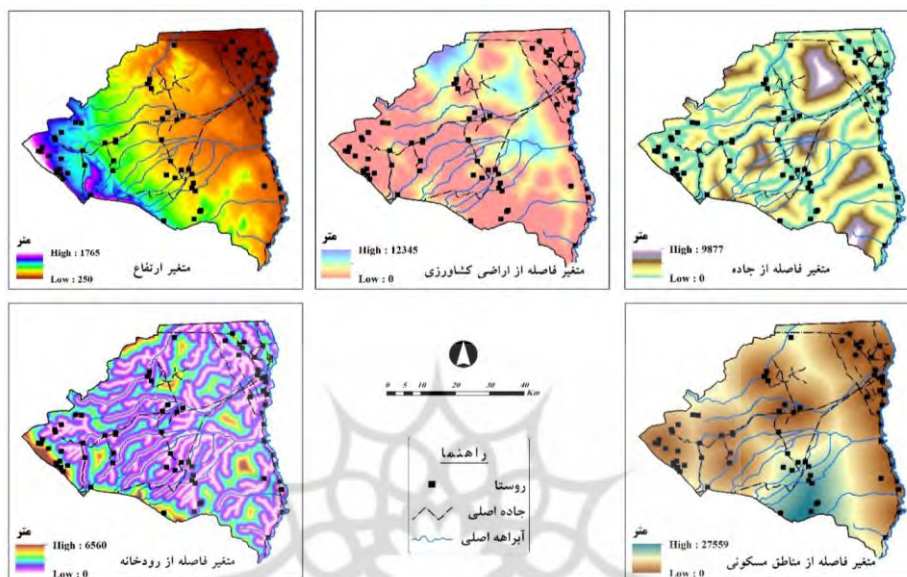 متر
High : 1765
Low : 250
متغیر ارتفاع
متر
High : 12345
Low : 0
متغیر فاصله از اراضی کشاورزی
متر
High : 9877
Low : 0
متغیر فاصله از جاده
متر
High : 6560
Low : 0
متغیر فاصله از رودخانه
0 5 10 20 30 40
Km
راهنما
روستا
جاده اصلی
آبراهه اصلی
متر
High : 27559
Low : 0
متغیر فاصله از مناطق مسکونی